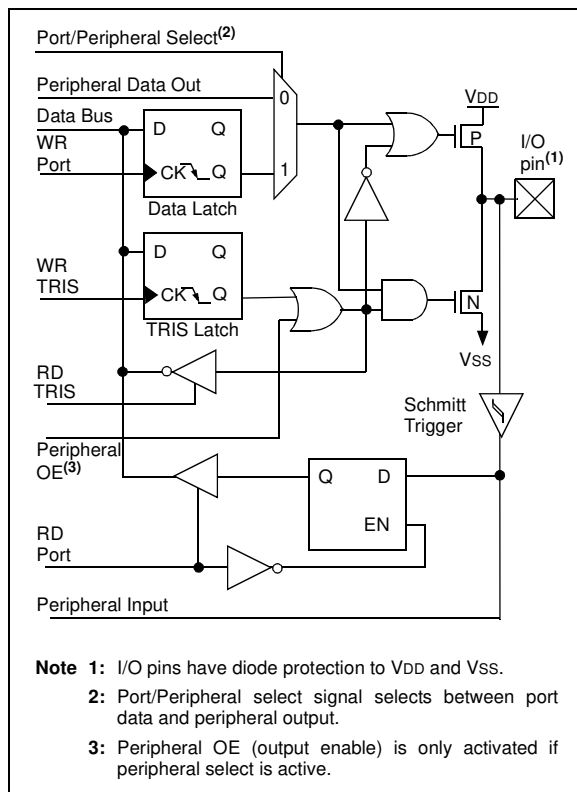 Port/Peripheral Select(2)
Peripheral Data Out
Data Bus
WR
Port
D Q
CK Q
Data Latch
0
1
VDD
P
I/O
pin(1)
WR
TRIS
D Q
CK Q
TRIS Latch
N
VSS
RD
TRIS
Schmitt
Trigger
Peripheral
OE(3)
Q D
EN
RD
Port
Peripheral Input
Note 1: I/O pins have diode protection to VDD and VSS.
2: Port/Peripheral select signal selects between port
data and peripheral output.
3: Peripheral OE (output enable) is only activated if
peripheral select is active.